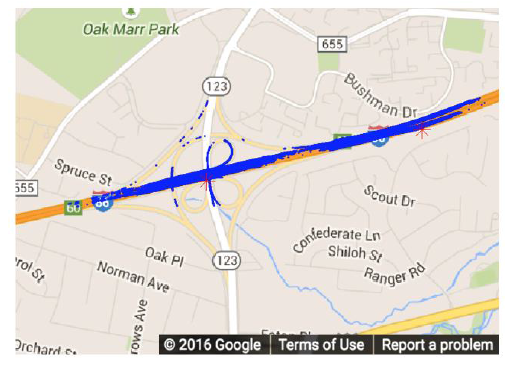 Oak Marr Park
655
123
Bushman Dr
66
Spruce St
655
66
Scout Dr
Confederate Ln
Shiloh St
Oak Pl
123
Ranger Rd
Norman Ave
rol St
rows Ave
Orchard St
© 2016 Google
Terms of Use
Report a problem